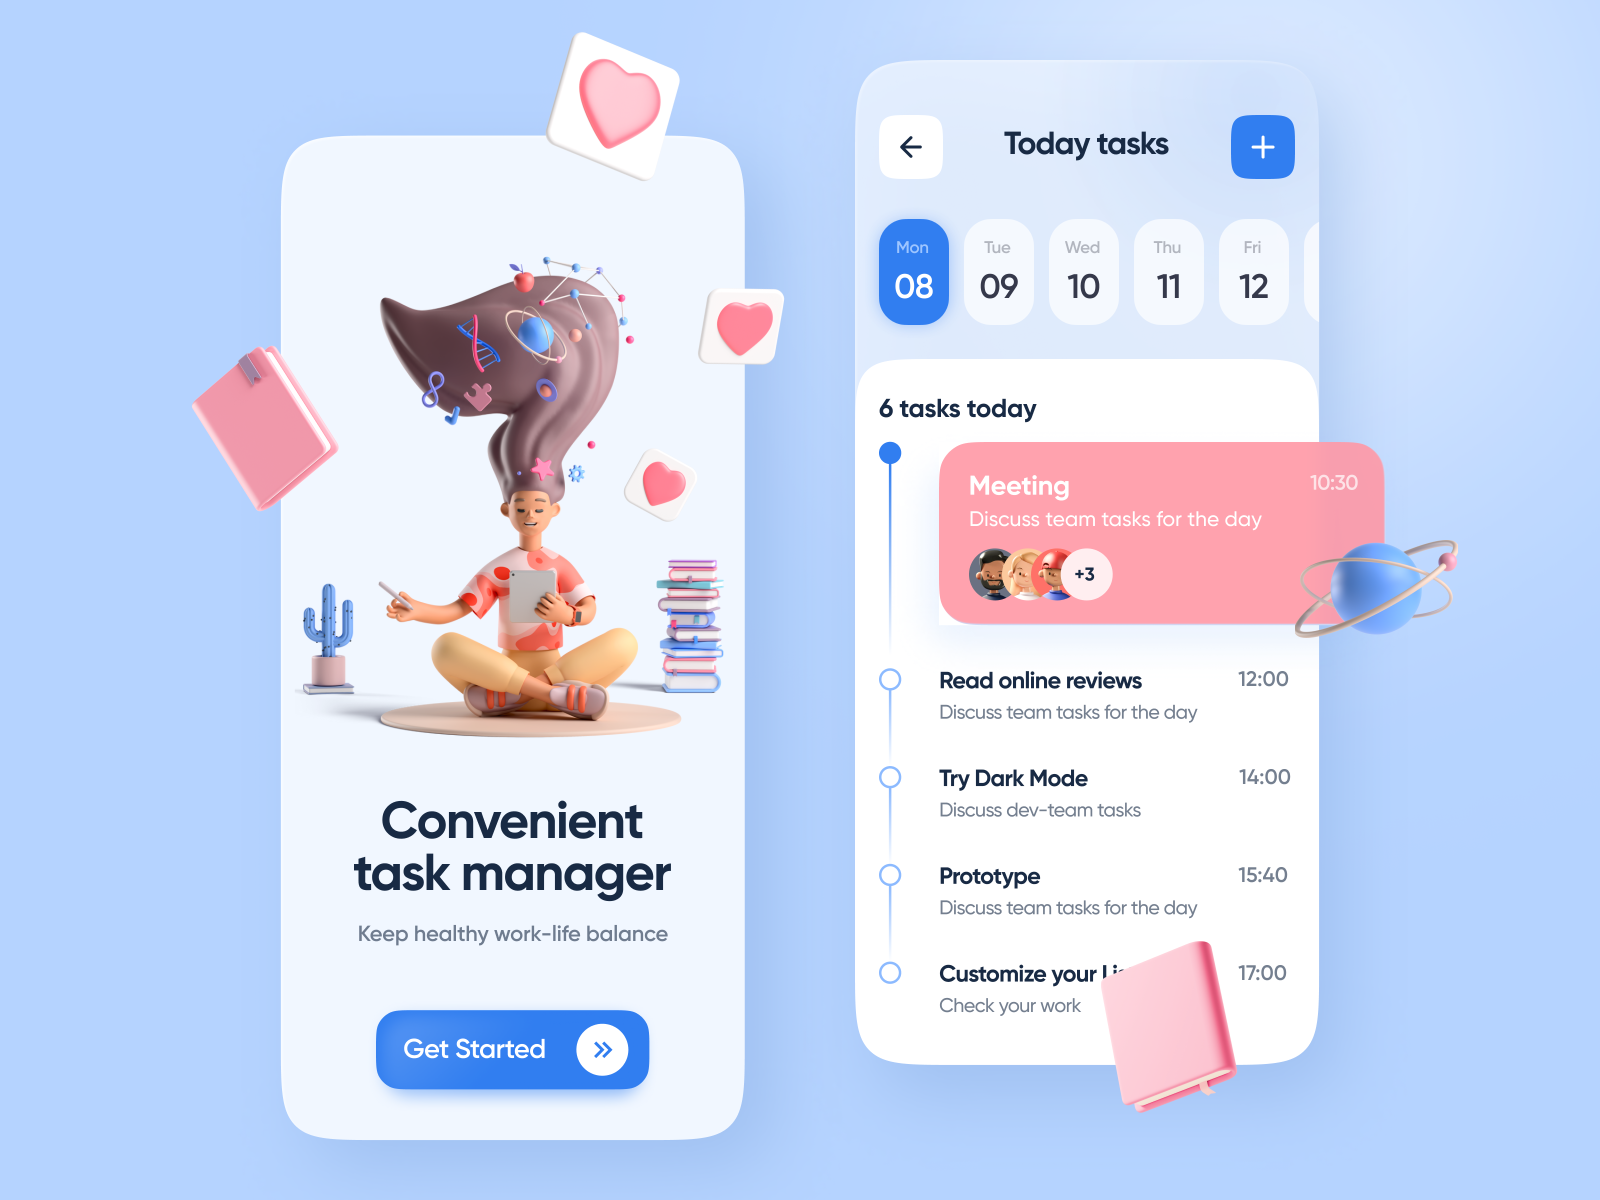 Convenient
task manager
Keep healthy work-life balance
Get Started
Today tasks
Mon Tue Wed Thu Fri
08 09 10 11 12
6 tasks today
Meeting 10:30
Discuss team tasks for the day
+3
Read online reviews 12:00
Discuss team tasks for the day
Try Dark Mode 14:00
Discuss dev-team tasks
Prototype 15:40
Discuss team tasks for the day
Customize your 17:00
Check your work